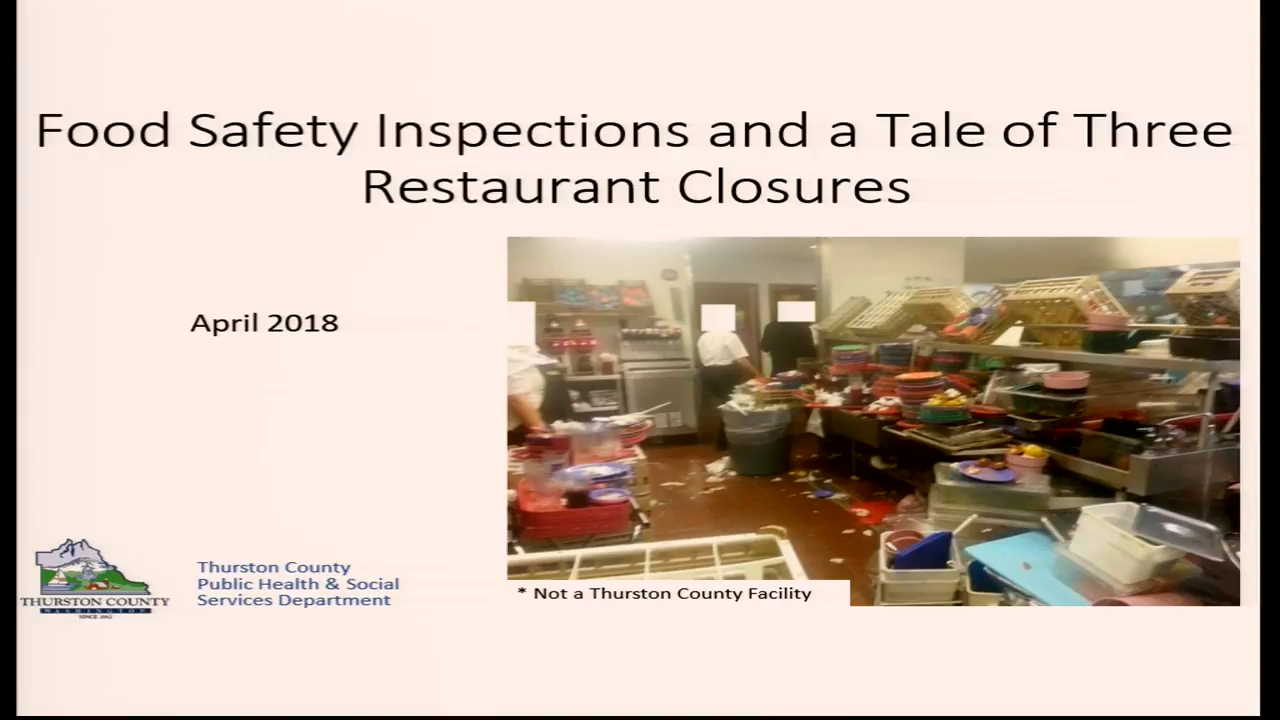 Food Safety Inspections and a Tale of Three
Restaurant Closures
April 2018
Thurston County
Public Health & Social
Services Department
THURSTON COUNTY
WASHINGTON
* Not a Thurston County Facility